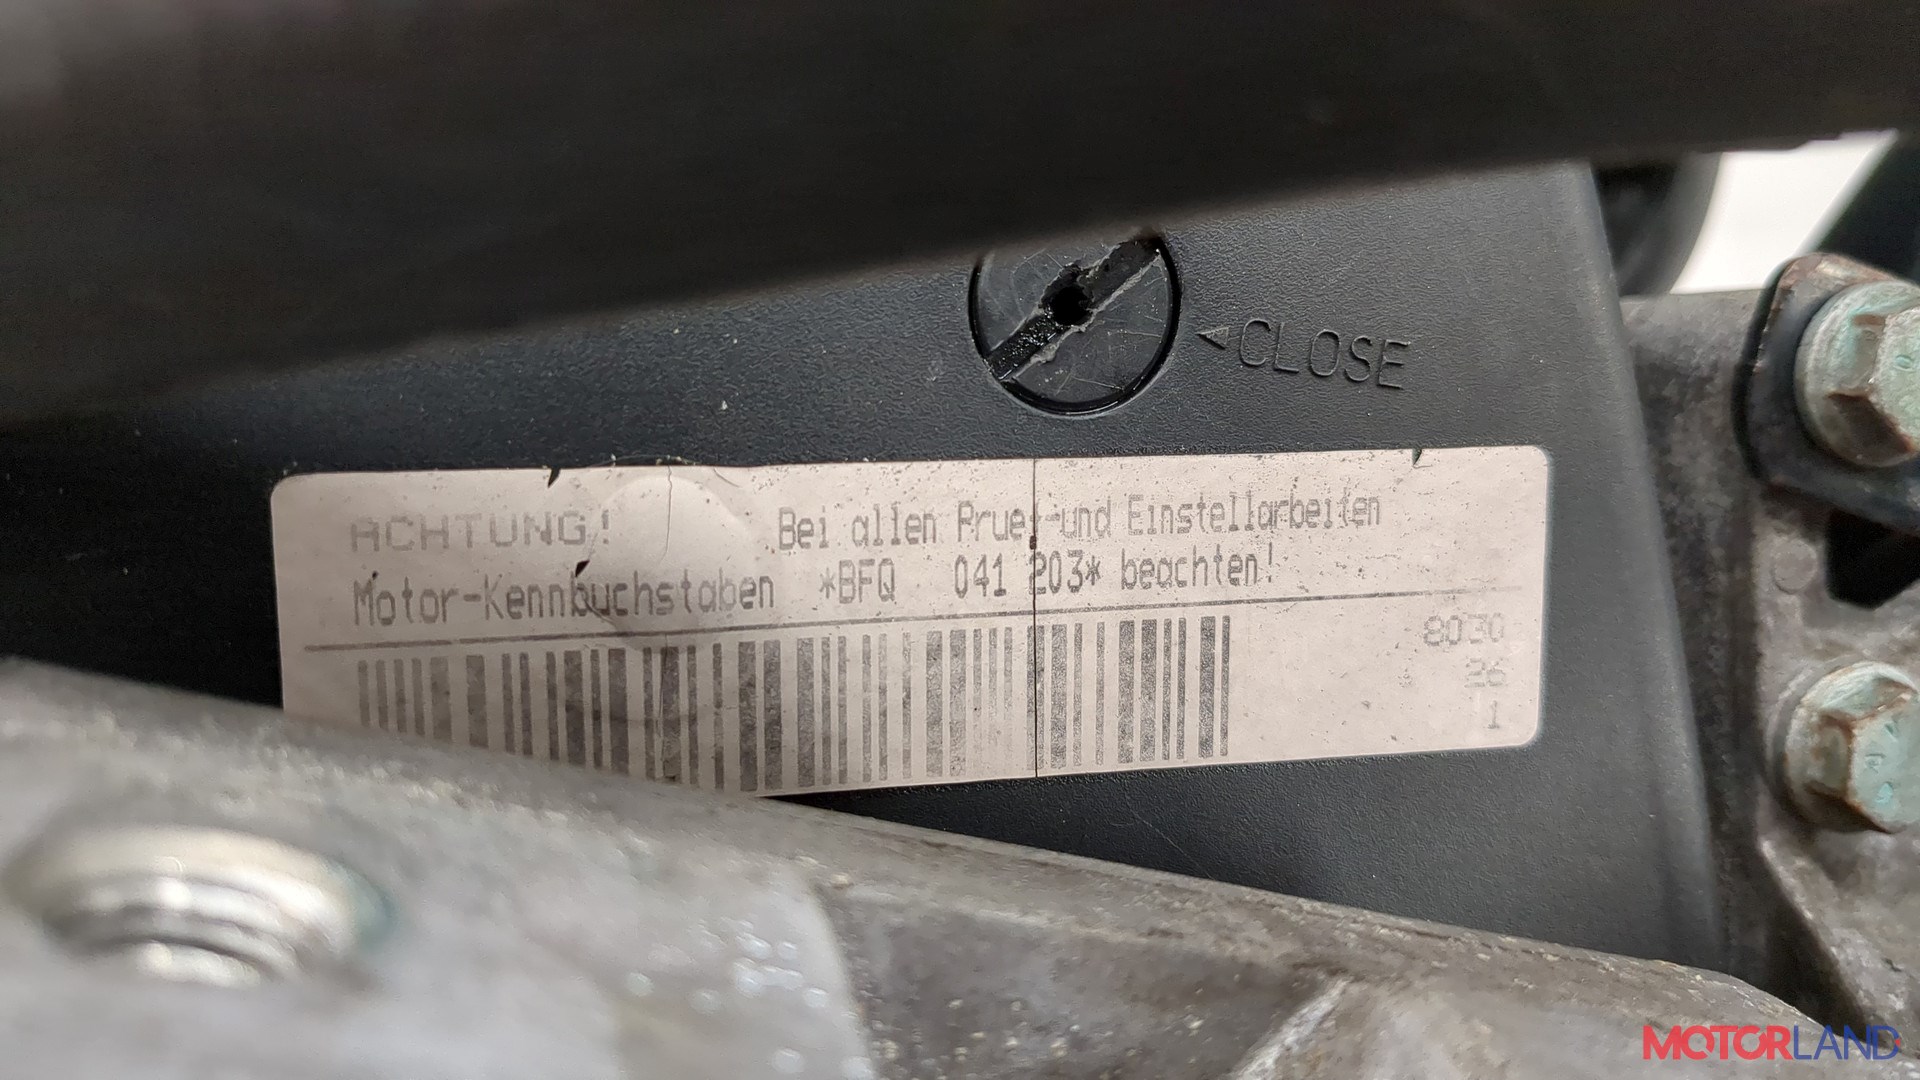 CLOSE
ACHTUNG! Bei allen Pruef-und Einstellarbeiten
Motor-Kennbuchstaben *BFQ 041 203* beachten!
8030
26
1
MOTORLAND